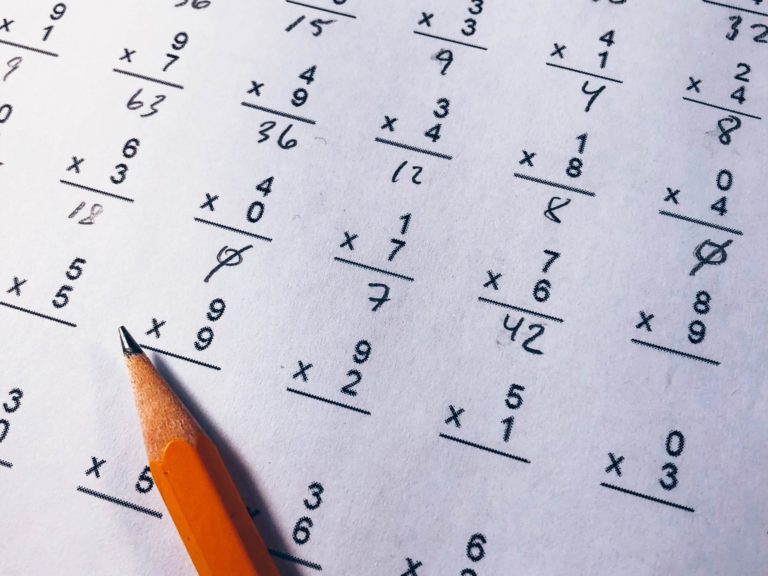 32
36 15
3 4 2
x 3 x 1 x 4
9 4 8
9 9 4 3 1 0
x 1 x 7 x 9 x 4 x 8 x 4
9 63 36 12 8 0
6 4 1 7 8
x 3 x 0 x 7 x 6 x 9
18 0 7 42
5 9 9 5 0
x 5 x 9 x 2 x 1 x 3
3 3 6
x 5 6 x